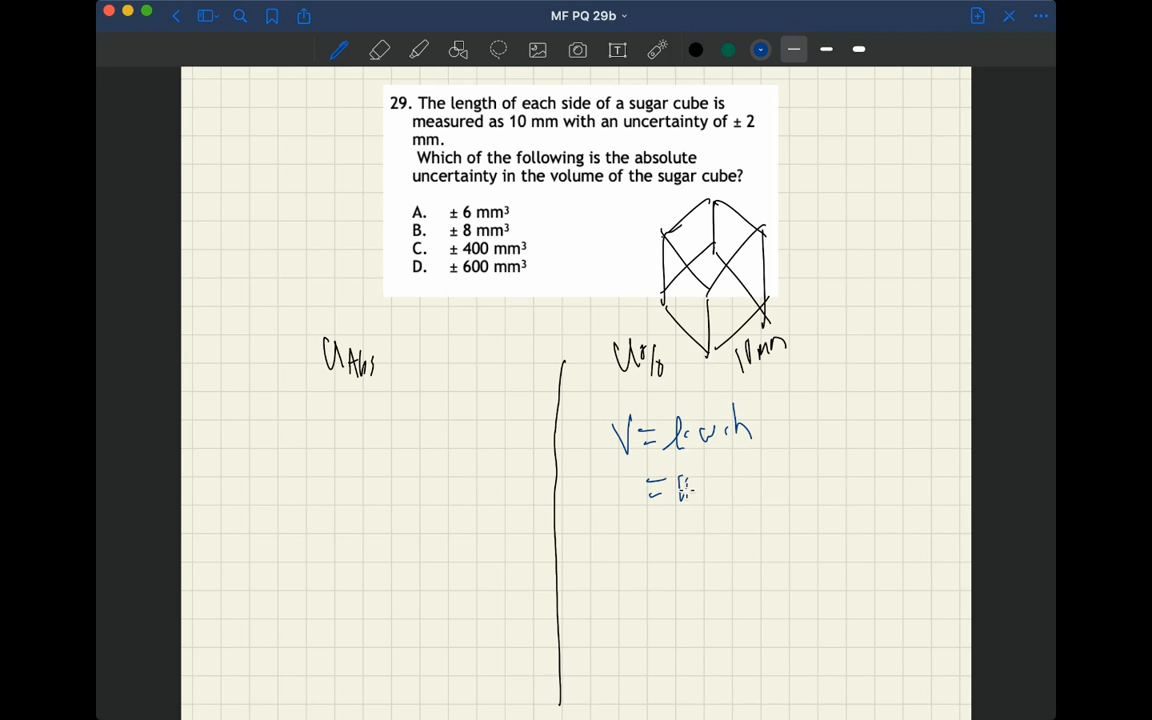 MF PQ 29b
29. The length of each side of a sugar cube is
measured as 10 mm with an uncertainty of ± 2
mm.
Which of the following is the absolute
uncertainty in the volume of the sugar cube?
A. ± 6 mm³
B. ± 8 mm³
C. ± 400 mm³
D. ± 600 mm³
U Abs
U %
10mm
V = l·w·h
=